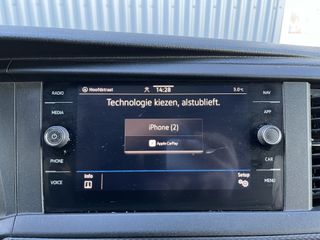 RADIO
MEDIA
PHONE
VOICE
Hoofdstraat 14:28 3.0
Technologie kiezen, alstublieft.
iPhone (2)
Apple CarPlay
Info
Setup
NAV
APP
CAR
MENU